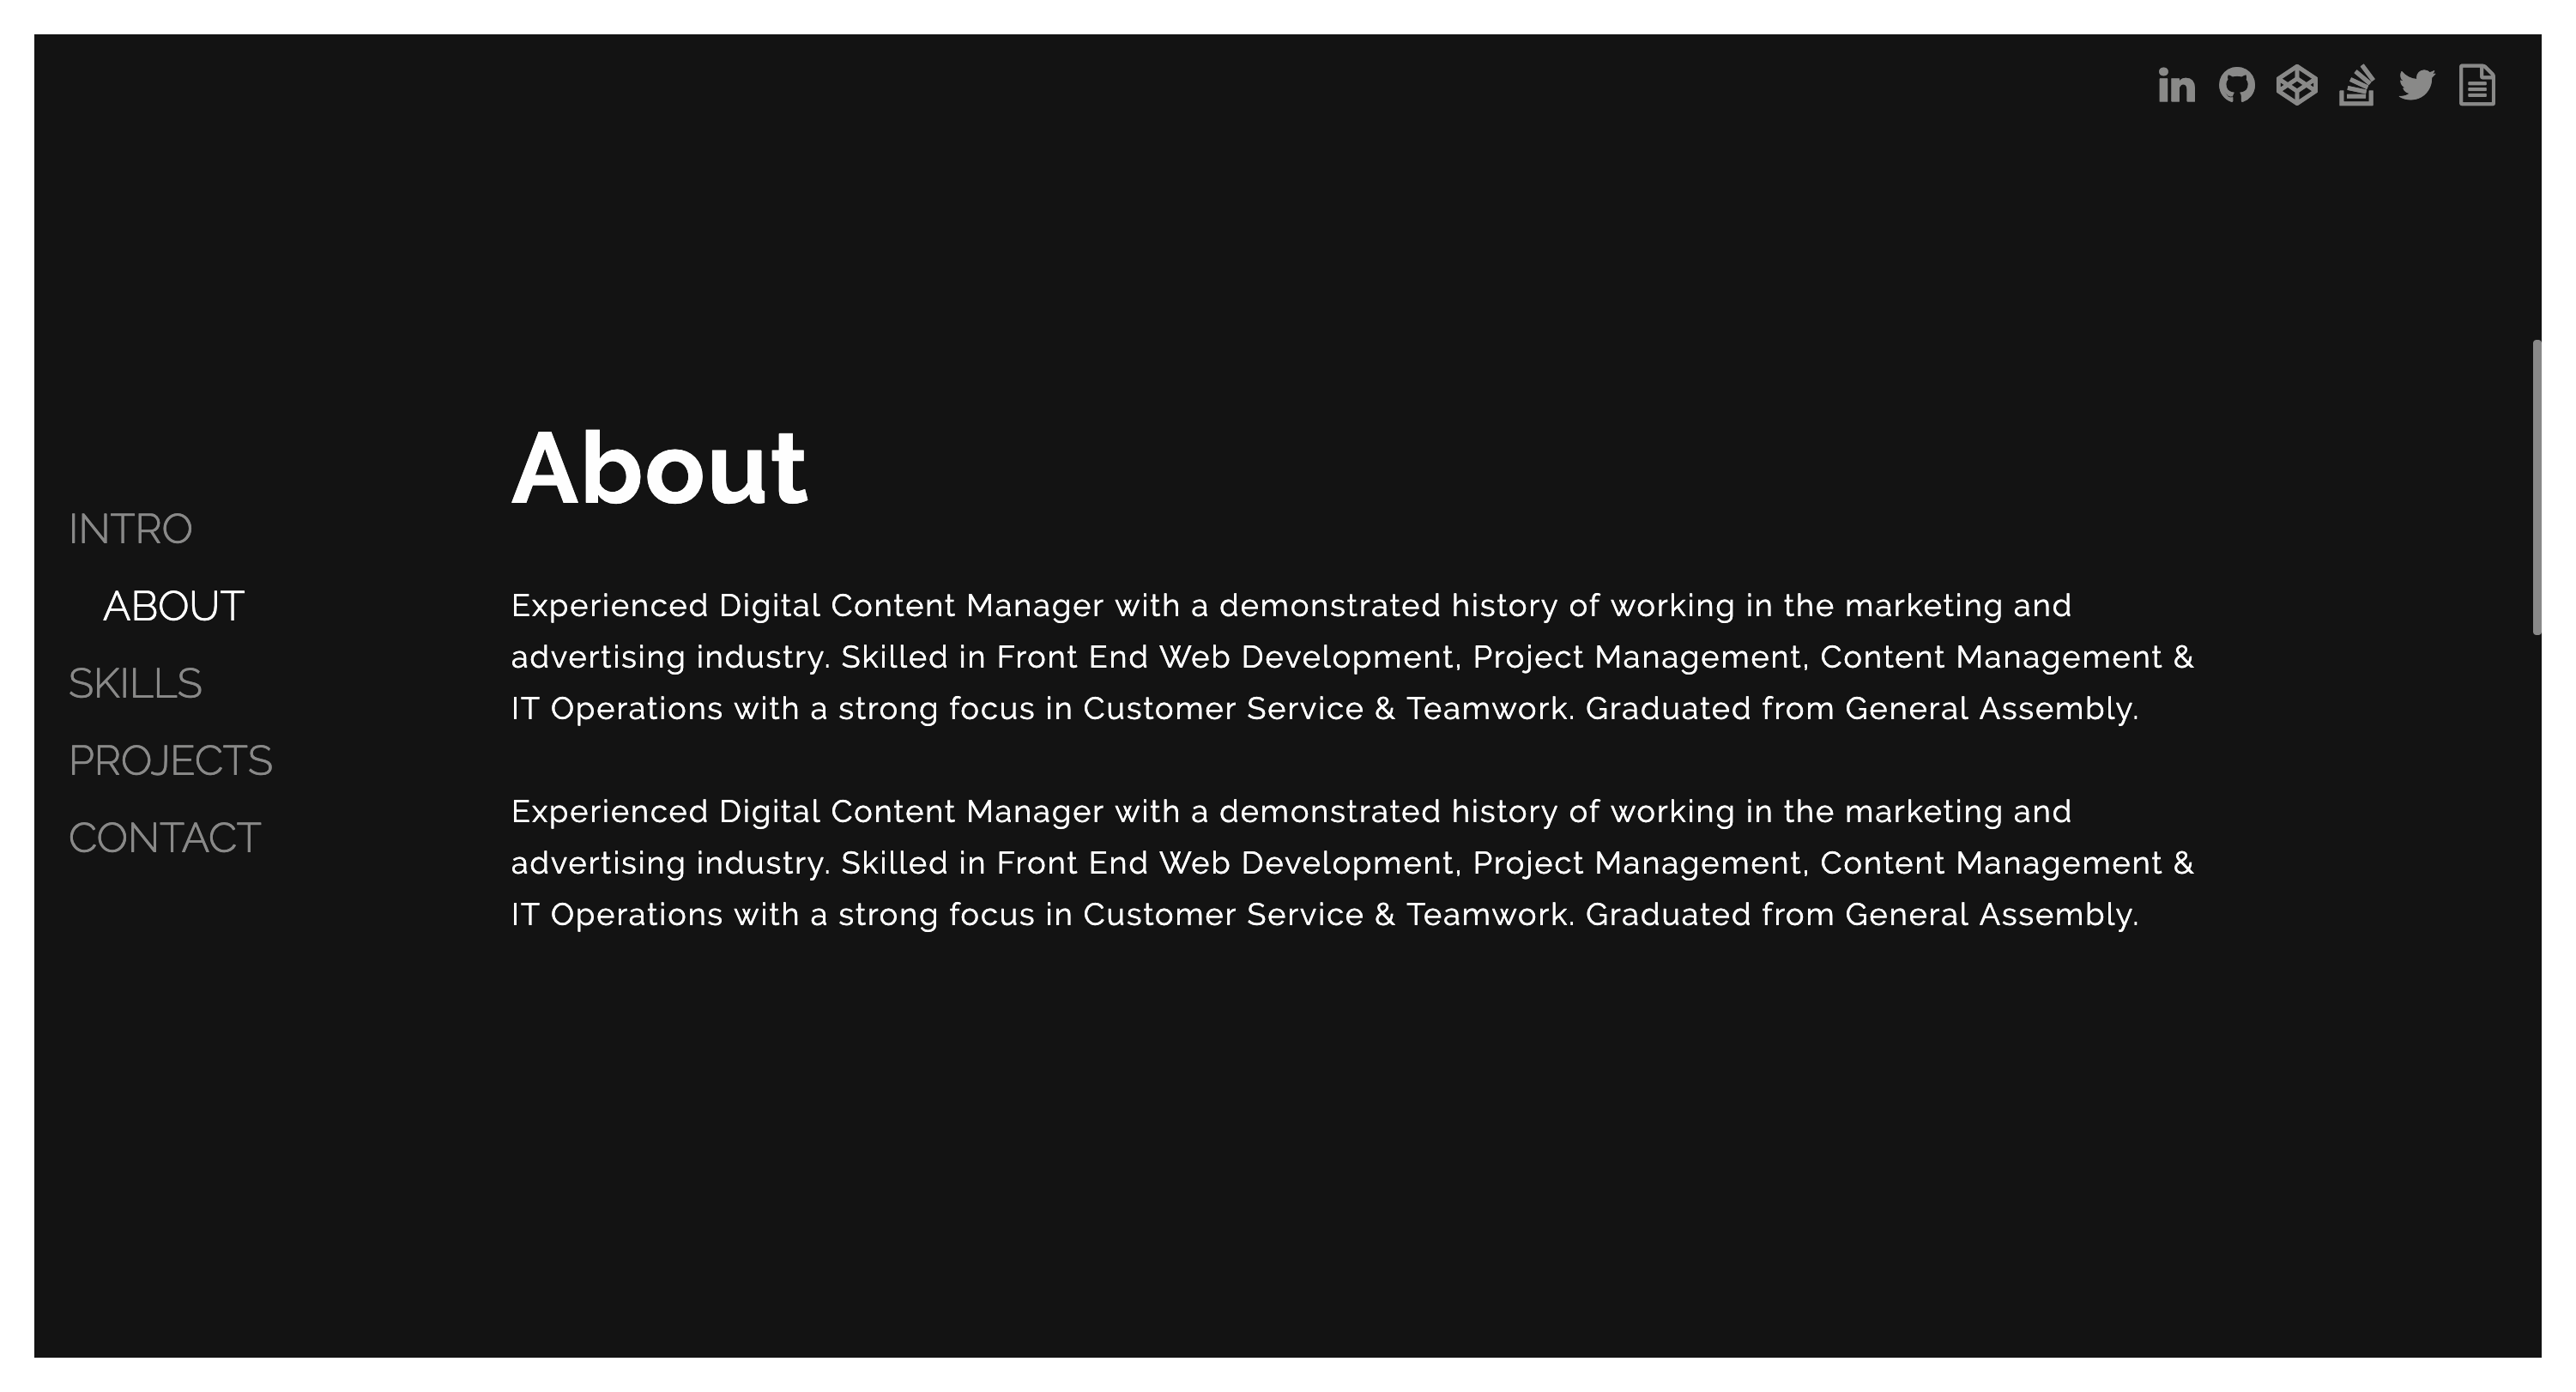 INTRO
ABOUT
SKILLS
PROJECTS
CONTACT
About
Experienced Digital Content Manager with a demonstrated history of working in the marketing and
advertising industry. Skilled in Front End Web Development, Project Management, Content Management &
IT Operations with a strong focus in Customer Service & Teamwork. Graduated from General Assembly.
Experienced Digital Content Manager with a demonstrated history of working in the marketing and
advertising industry. Skilled in Front End Web Development, Project Management, Content Management &
IT Operations with a strong focus in Customer Service & Teamwork. Graduated from General Assembly.